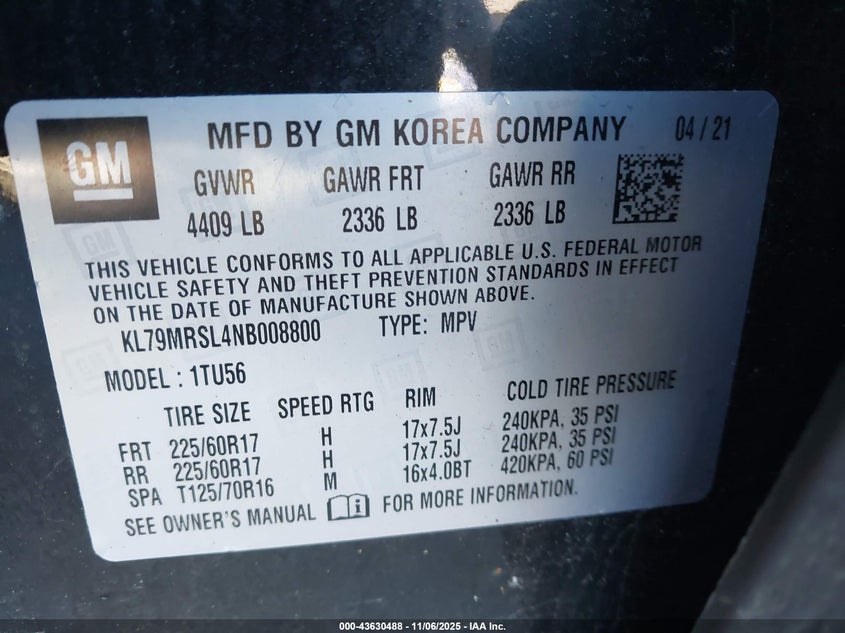 GM
MFD BY GM KOREA COMPANY 04/21
GVWR GAWR FRT GAWR RR
4409 LB 2336 LB 2336 LB
THIS VEHICLE CONFORMS TO ALL APPLICABLE U.S. FEDERAL MOTOR
VEHICLE SAFETY AND THEFT PREVENTION STANDARDS IN EFFECT
ON THE DATE OF MANUFACTURE SHOWN ABOVE.
KL79MRSL4NB008800 TYPE: MPV
MODEL : 1TU56
TIRE SIZE SPEED RTG RIM COLD TIRE PRESSURE
FRT 225/60R17 H 17x7.5J 240KPA, 35 PSI
RR 225/60R17 H 17x7.5J 240KPA, 35 PSI
SPA T125/70R16 M 16x4.0BT 420KPA, 60 PSI
SEE OWNER'S MANUAL FOR MORE INFORMATION.
000-43630488 - 11/06/2025 - IAA Inc.